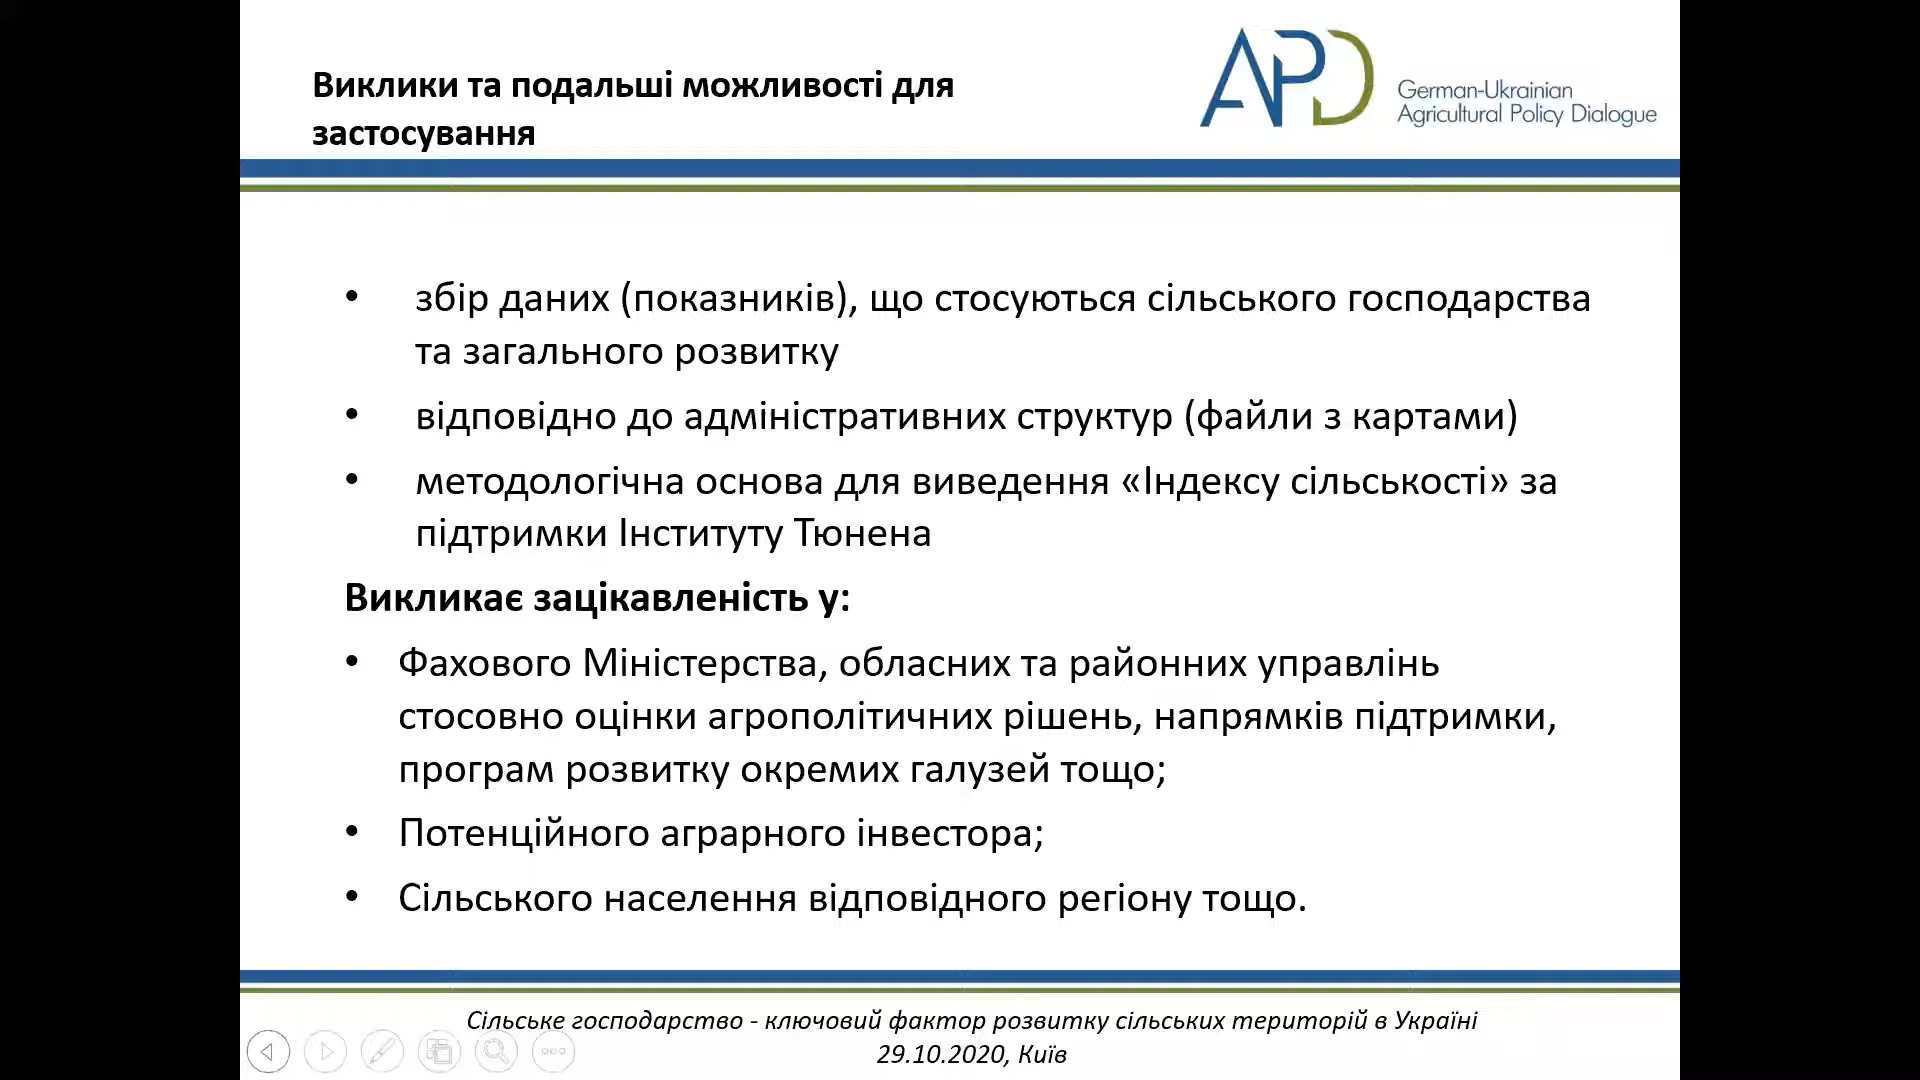 Виклики та подальші можливості для
застосування
APD
German-Ukrainian
Agricultural Policy Dialogue
• збір даних (показників), що стосуються сільського господарства
та загального розвитку
• відповідно до адміністративних структур (файли з картами)
• методологічна основа для виведення «Індексу сільськості» за
підтримки Інституту Тюнена
Викликає зацікавленість у:
• Фахового Міністерства, обласних та районних управлінь
стосовно оцінки агрополітичних рішень, напрямків підтримки,
програм розвитку окремих галузей тощо;
• Потенційного аграрного інвестора;
• Сільського населення відповідного регіону тощо.
Сільське господарство - ключовий фактор розвитку сільських територій в Україні
29.10.2020, Київ